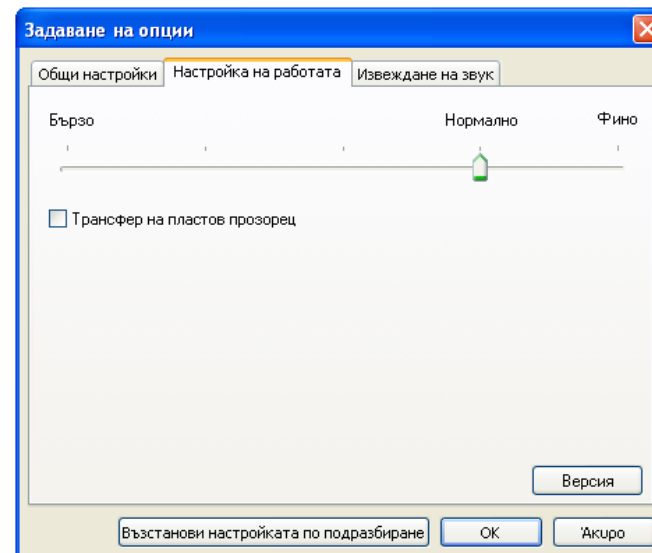 Задаване на опции
Общи настройки Настройка на работата Извеждане на звук
Бързо Нормално Фино
Трансфер на пластов прозорец
Версия
Възстанови настройката по подразбиране OK 'Акиро